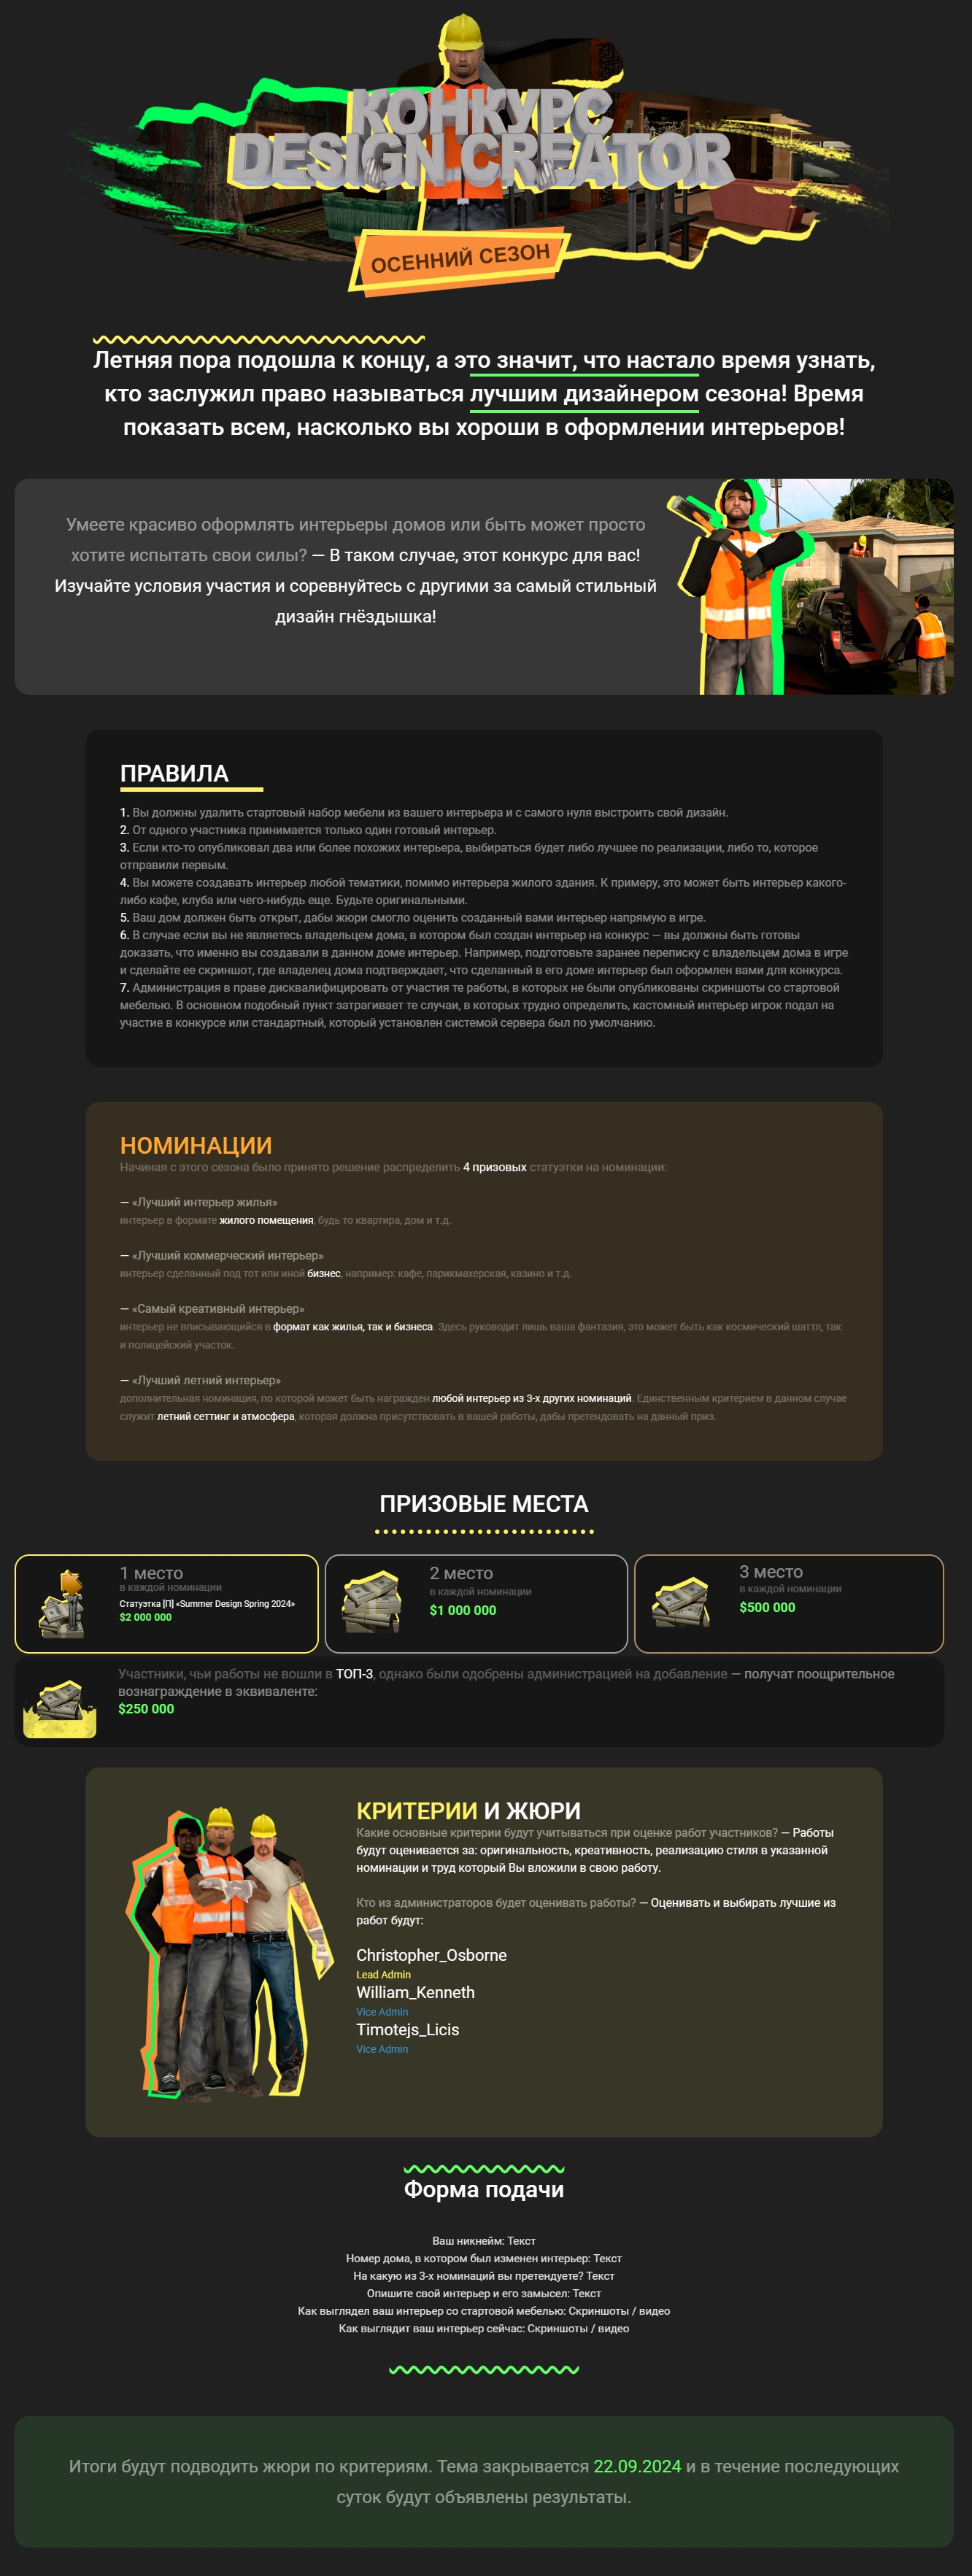 КОНКУРС
DESIGN CREATOR
ОСЕННИЙ СЕЗОН
Летняя пора подошла к концу, а это значит, что настало время узнать,
кто заслужил право называться лучшим дизайнером сезона! Время
показать всем, насколько вы хороши в оформлении интерьеров!
Умеете красиво оформлять интерьеры домов или быть может просто
хотите испытать свои силы? — В таком случае, этот конкурс для вас!
Изучайте условия участия и соревнуйтесь с другими за самый стильный
дизайн гнёздышка!
ПРАВИЛА
1. Вы должны удалить стартовый набор мебели из вашего интерьера и с самого нуля выстроить свой дизайн.
2. От одного участника принимается только один готовый интерьер.
3. Если кто-то опубликовал два или более похожих интерьера, выбираться будет либо лучшее по реализации, либо то, которое
отправили первым.
4. Вы можете создавать интерьер любой тематики, помимо интерьера жилого здания. К примеру, это может быть интерьер какого-
либо кафе, клуба или чего-нибудь еще. Будьте оригинальными.
5. Ваш дом должен быть открыт, дабы жюри смогло оценить созданный вами интерьер напрямую в игре.
6. В случае если вы не являетесь владельцем дома, в котором был создан интерьер на конкурс — вы должны быть готовы
доказать, что именно вы создавали в данном доме интерьер. Например, подготовьте заранее переписку с владельцем дома в игре
и сделайте ее скриншот, где владелец дома подтверждает, что сделанный в его доме интерьер был оформлен вами для конкурса.
7. Администрация в праве дисквалифицировать от участия те работы, в которых не были опубликованы скриншоты со стартовой
мебелью. В основном подобный пункт затрагивает те случаи, в которых трудно определить, кастомный интерьер игрок подал на
участие в конкурсе или стандартный, который установлен системой сервера был по умолчанию.
НОМИНАЦИИ
Начиная с этого сезона было принято решение распределить 4 призовых статуэтки на номинации:
— «Лучший интерьер жилья»
интерьер в формате жилого помещения, будь то квартира, дом и т.д.
— «Лучший коммерческий интерьер»
интерьер сделанный под тот или иной бизнес, например: кафе, парикмахерская, казино и т.д.
— «Самый креативный интерьер»
интерьер не вписывающийся в формат как жилья, так и бизнеса. Здесь руководит лишь ваша фантазия, это может быть как космический шаттл, так
и полицейский участок.
— «Лучший летний интерьер»
дополнительная номинация, по которой может быть награжден любой интерьер из 3-х других номинаций. Единственным критерием в данном случае
служит летний сеттинг и атмосфера, которая должна присутствовать в вашей работы, дабы претендовать на данный приз.
ПРИЗОВЫЕ МЕСТА
1 место
в каждой номинации
Статуэтка [П] «Summer Design Spring 2024»
$2 000 000
2 место
в каждой номинации
$1 000 000
3 место
в каждой номинации
$500 000
Участники, чьи работы не вошли в ТОП-3, однако были одобрены администрацией на добавление — получат поощрительное
вознаграждение в эквиваленте:
$250 000
КРИТЕРИИ И ЖЮРИ
Какие основные критерии будут учитываться при оценке работ участников? — Работы
будут оценивается за: оригинальность, креативность, реализацию стиля в указанной
номинации и труд который Вы вложили в свою работу.
Кто из администраторов будет оценивать работы? — Оценивать и выбирать лучшие из
работ будут:
Christopher_Osborne
Lead Admin
William_Kenneth
Vice Admin
Timotejs_Licis
Vice Admin
Форма подачи
Ваш никнейм: Текст
Номер дома, в котором был изменен интерьер: Текст
На какую из 3-х номинаций вы претендуете? Текст
Опишите свой интерьер и его замысел: Текст
Как выглядел ваш интерьер со стартовой мебелью: Скриншоты / видео
Как выглядит ваш интерьер сейчас: Скриншоты / видео
Итоги будут подводить жюри по критериям. Тема закрывается 22.09.2024 и в течение последующих
суток будут объявлены результаты.